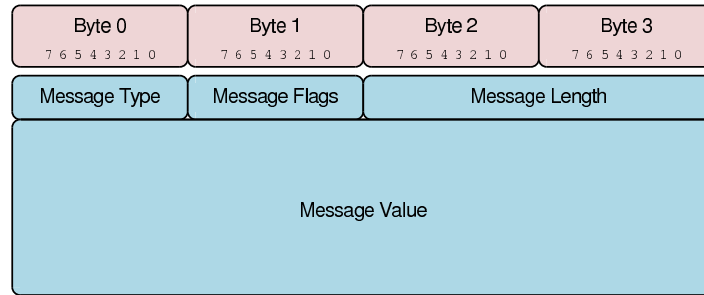 Byte 0 Byte 1 Byte 2 Byte 3
7 6 5 4 3 2 1 0 7 6 5 4 3 2 1 0 7 6 5 4 3 2 1 0 7 6 5 4 3 2 1 0
Message Type Message Flags Message Length
Message Value